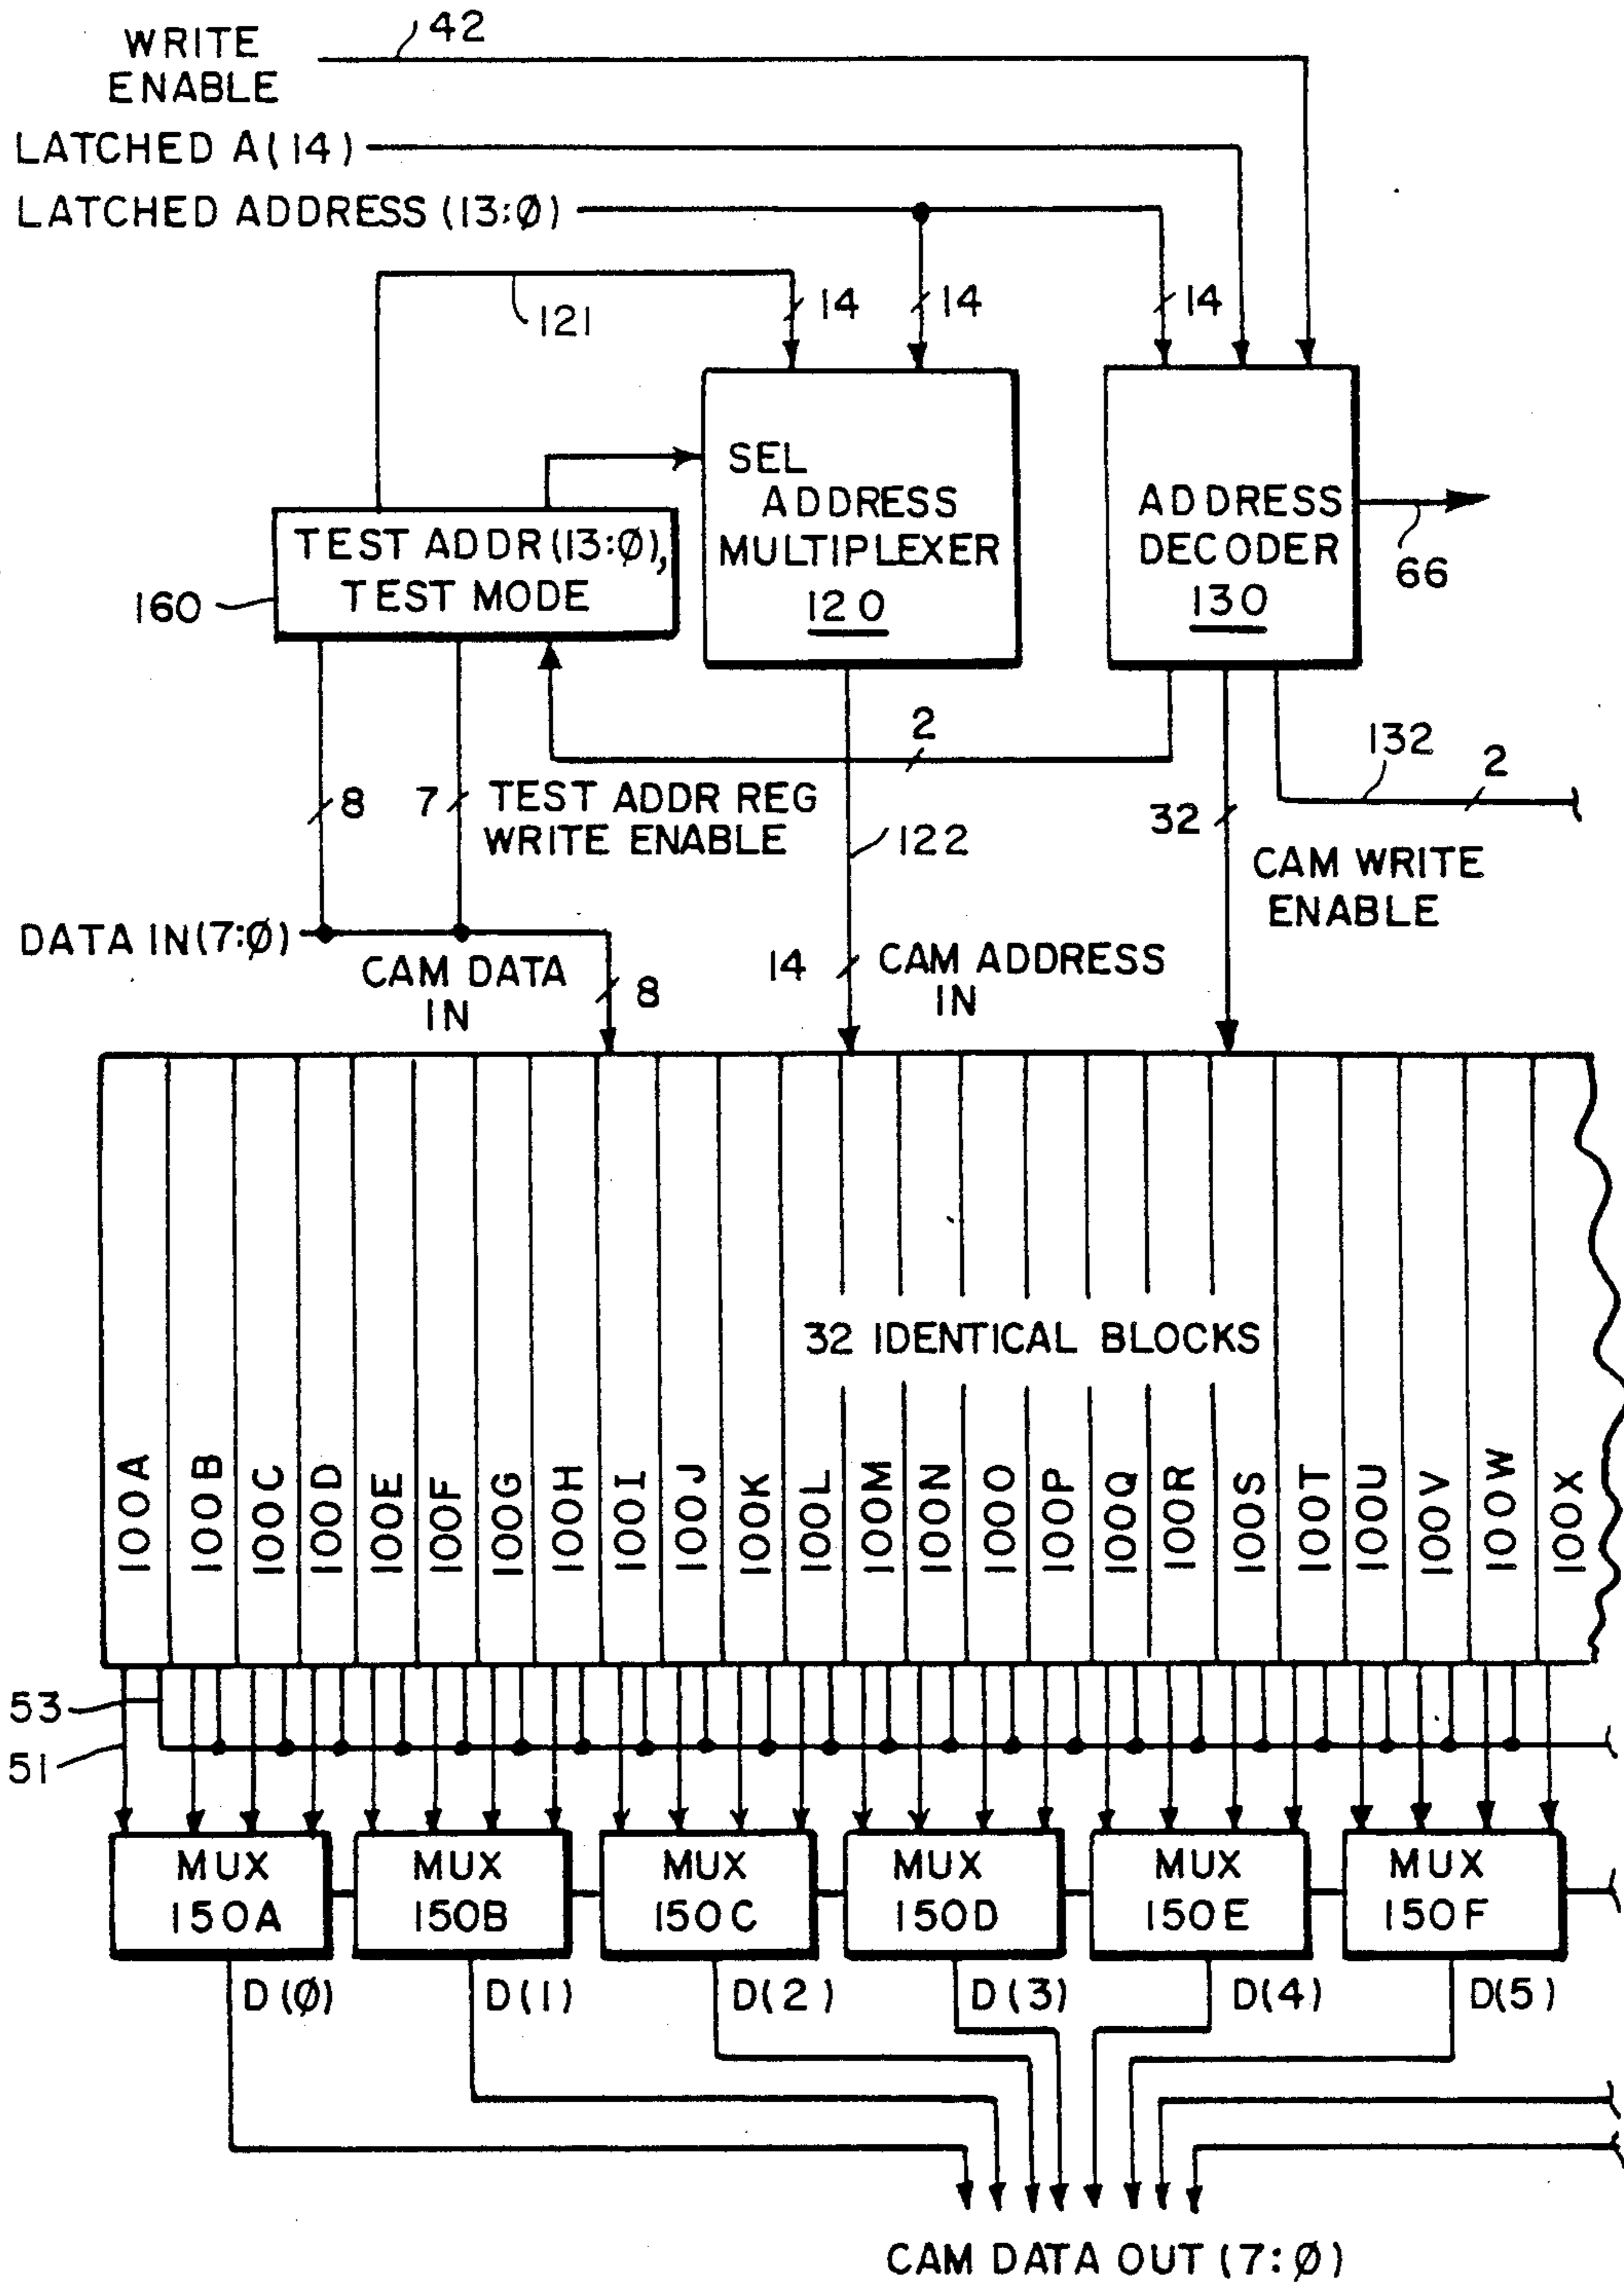 WRITE
ENABLE
42
LATCHED A(14)
LATCHED ADDRESS (13:Ø)
121
14
14
14
SEL
ADDRESS
MULTIPLEXER
120
ADDRESS
DECODER
130
66
TEST ADDR (13:Ø),
TEST MODE
160
2
132
2
8
7
TEST ADDR REG
WRITE ENABLE
122
32
CAM WRITE
ENABLE
DATA IN(7:Ø)
CAM DATA
IN
8
14
CAM ADDRESS
IN
32 IDENTICAL BLOCKS
100A
100B
100C
100D
100E
100F
100G
100H
100I
100J
100K
100L
100M
100N
100O
100P
100Q
100R
100S
100T
100U
100V
100W
100X
53
51
MUX
150A
MUX
150B
MUX
150C
MUX
150D
MUX
150E
MUX
150F
D(Ø)
D(1)
D(2)
D(3)
D(4)
D(5)
CAM DATA OUT (7:Ø)